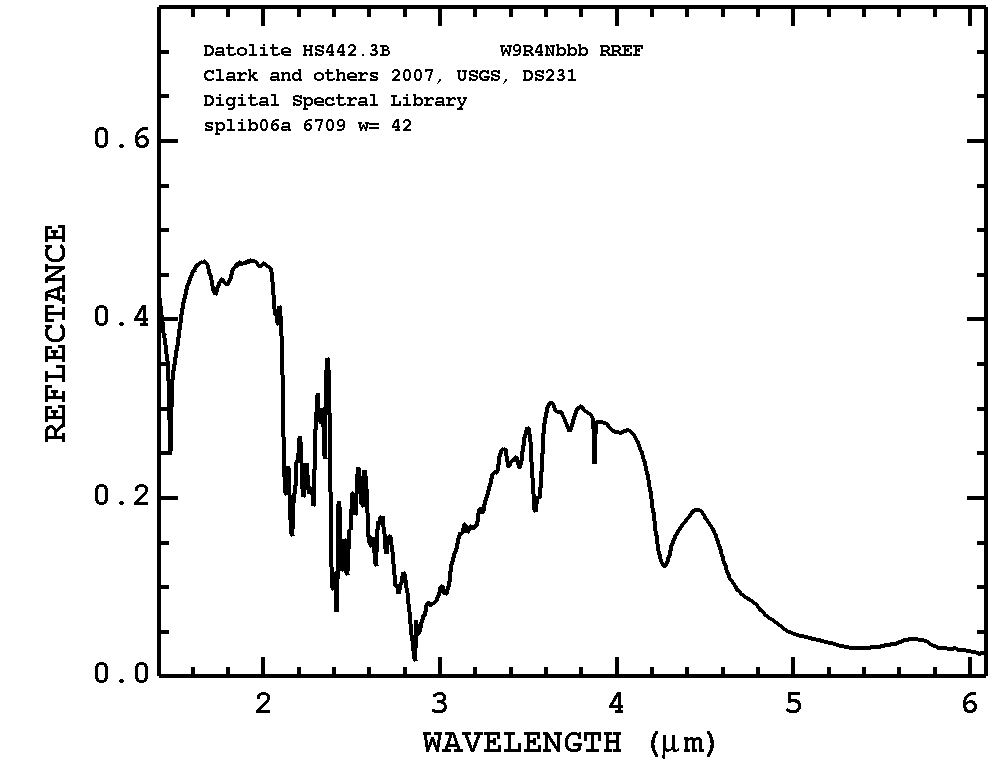 Datolite HS442.3B W9R4Nbbb RREF
Clark and others 2007, USGS, DS231
Digital Spectral Library
splib06a 6709 w= 42
REFLECTANCE
0.6
0.4
0.2
0.0
2 3 4 5 6
WAVELENGTH (μm)